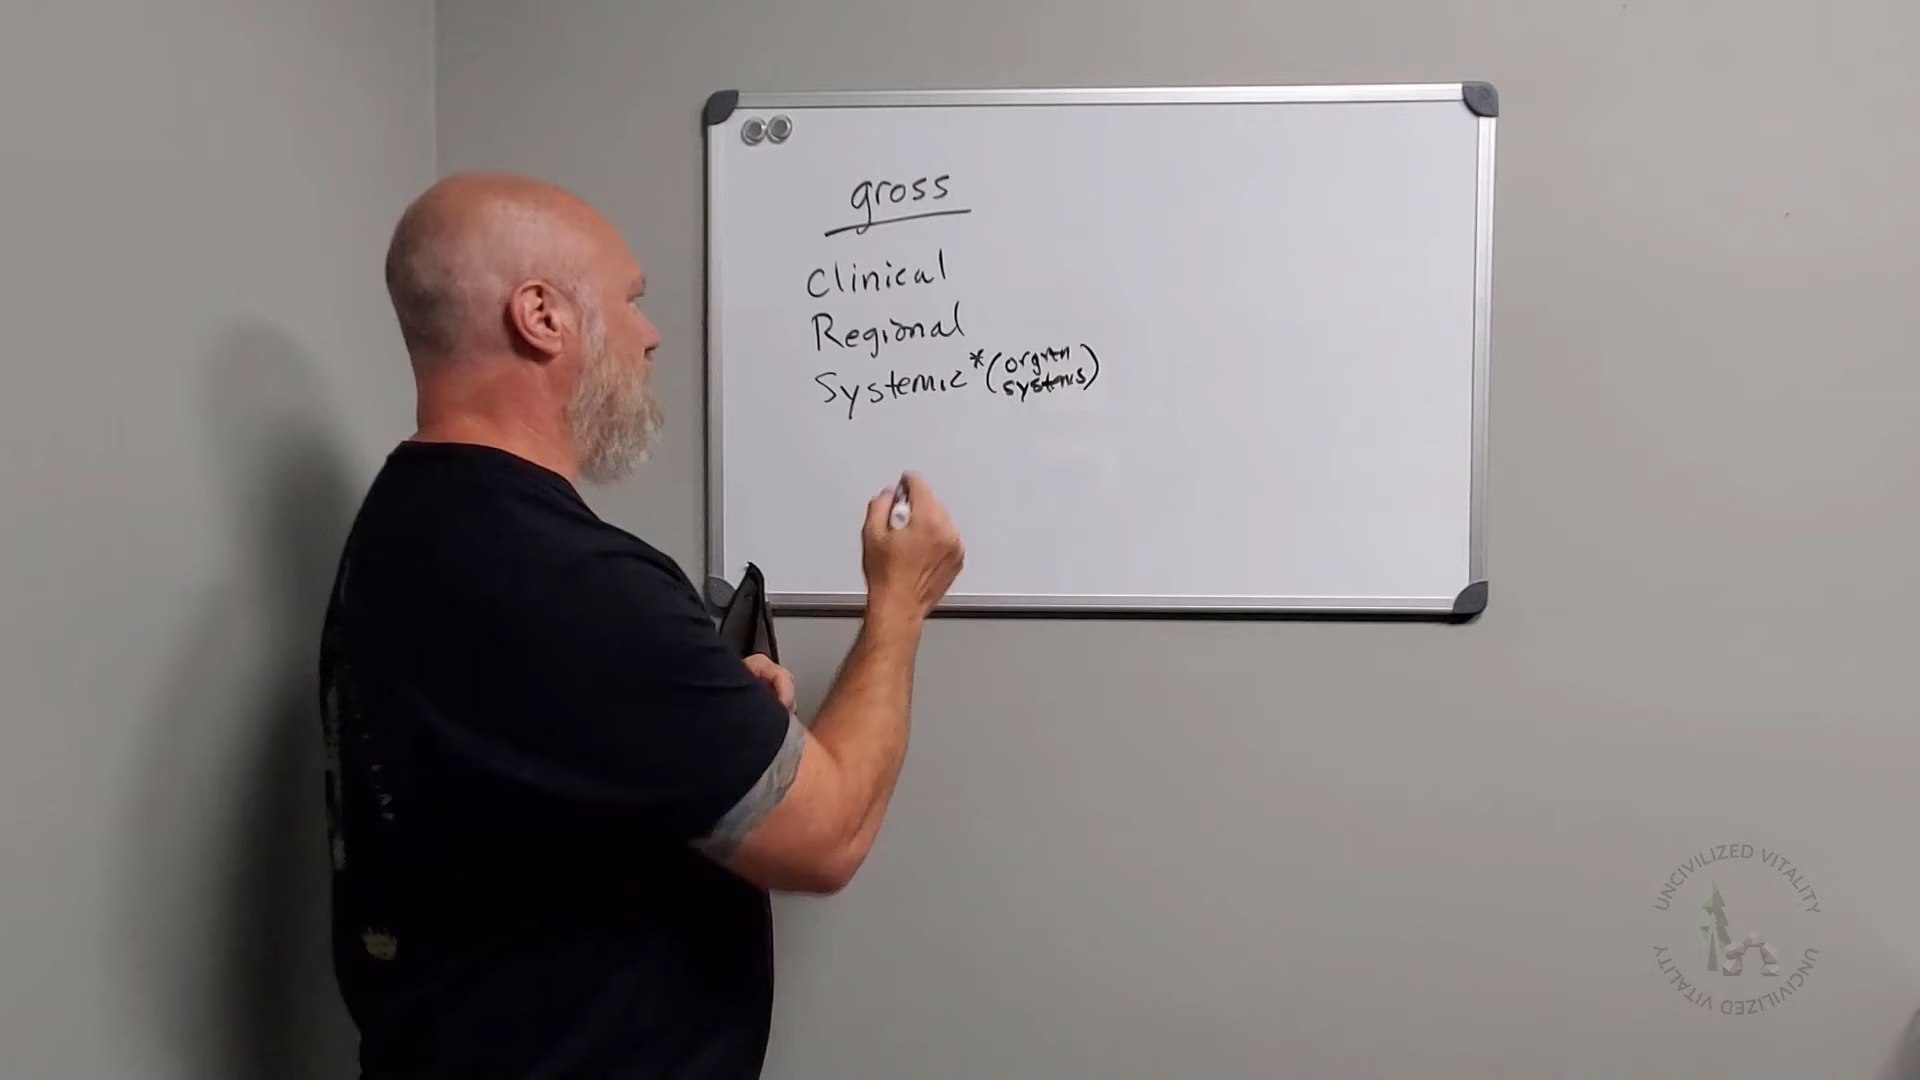 gross
Clinical
Regional
Systemic * (organ
systems)
UNCIVILIZED VITALITY
UNCIVILIZED VITALITY